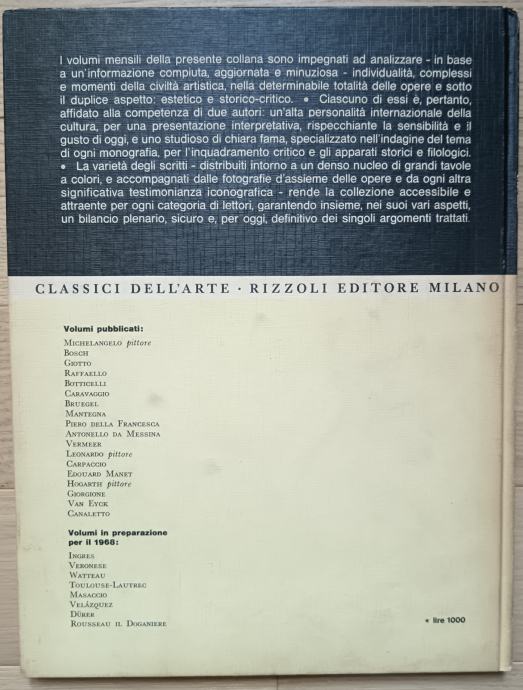 I volumi mensili della presente collana sono impegnati ad analizzare - in base
a un'informazione compiuta, aggiornata e minuziosa - individualità, complessi
e momenti della civiltà artistica, nella determinabile totalità delle opere e sotto
il duplice aspetto: estetico e storico-critico. • Ciascuno di essi è, pertanto,
affidato alla competenza di due autori: un'alta personalità internazionale della
cultura, per una presentazione interpretativa, rispecchiante la sensibilità e il
gusto di oggi, e uno studioso di chiara fama, specializzato nell'indagine del tema
di ogni monografia, per l'inquadramento critico e gli apparati storici e filologici.
• La varietà degli scritti - distribuiti intorno a un denso nucleo di grandi tavole
a colori, e accompagnati dalle fotografie d'assieme delle opere e da ogni altra
significativa testimonianza iconografica - rende la collezione accessibile e
attraente per ogni categoria di lettori, garantendo insieme, nei suoi vari aspetti,
un bilancio plenario, sicuro e, per oggi, definitivo dei singoli argomenti trattati.
CLASSICI DELL'ARTE · RIZZOLI EDITORE MILANO
Volumi pubblicati:
MICHELANGELO pittore
BOSCH
GIOTTO
RAFFAELLO
BOTTICELLI
CARAVAGGIO
BRUEGEL
MANTEGNA
PIERO DELLA FRANCESCA
ANTONELLO DA MESSINA
VERMEER
LEONARDO pittore
CARPACCIO
EDOUARD MANET
HOGARTH pittore
GIORGIONE
VAN EYCK
CANALETTO
Volumi in preparazione
per il 1968:
INGRES
VERONESE
WATTEAU
TOULOUSE-LAUTREC
MASACCIO
VELÁZQUEZ
DÜRER
ROUSSEAU IL DOGANIERE
* lire 1000